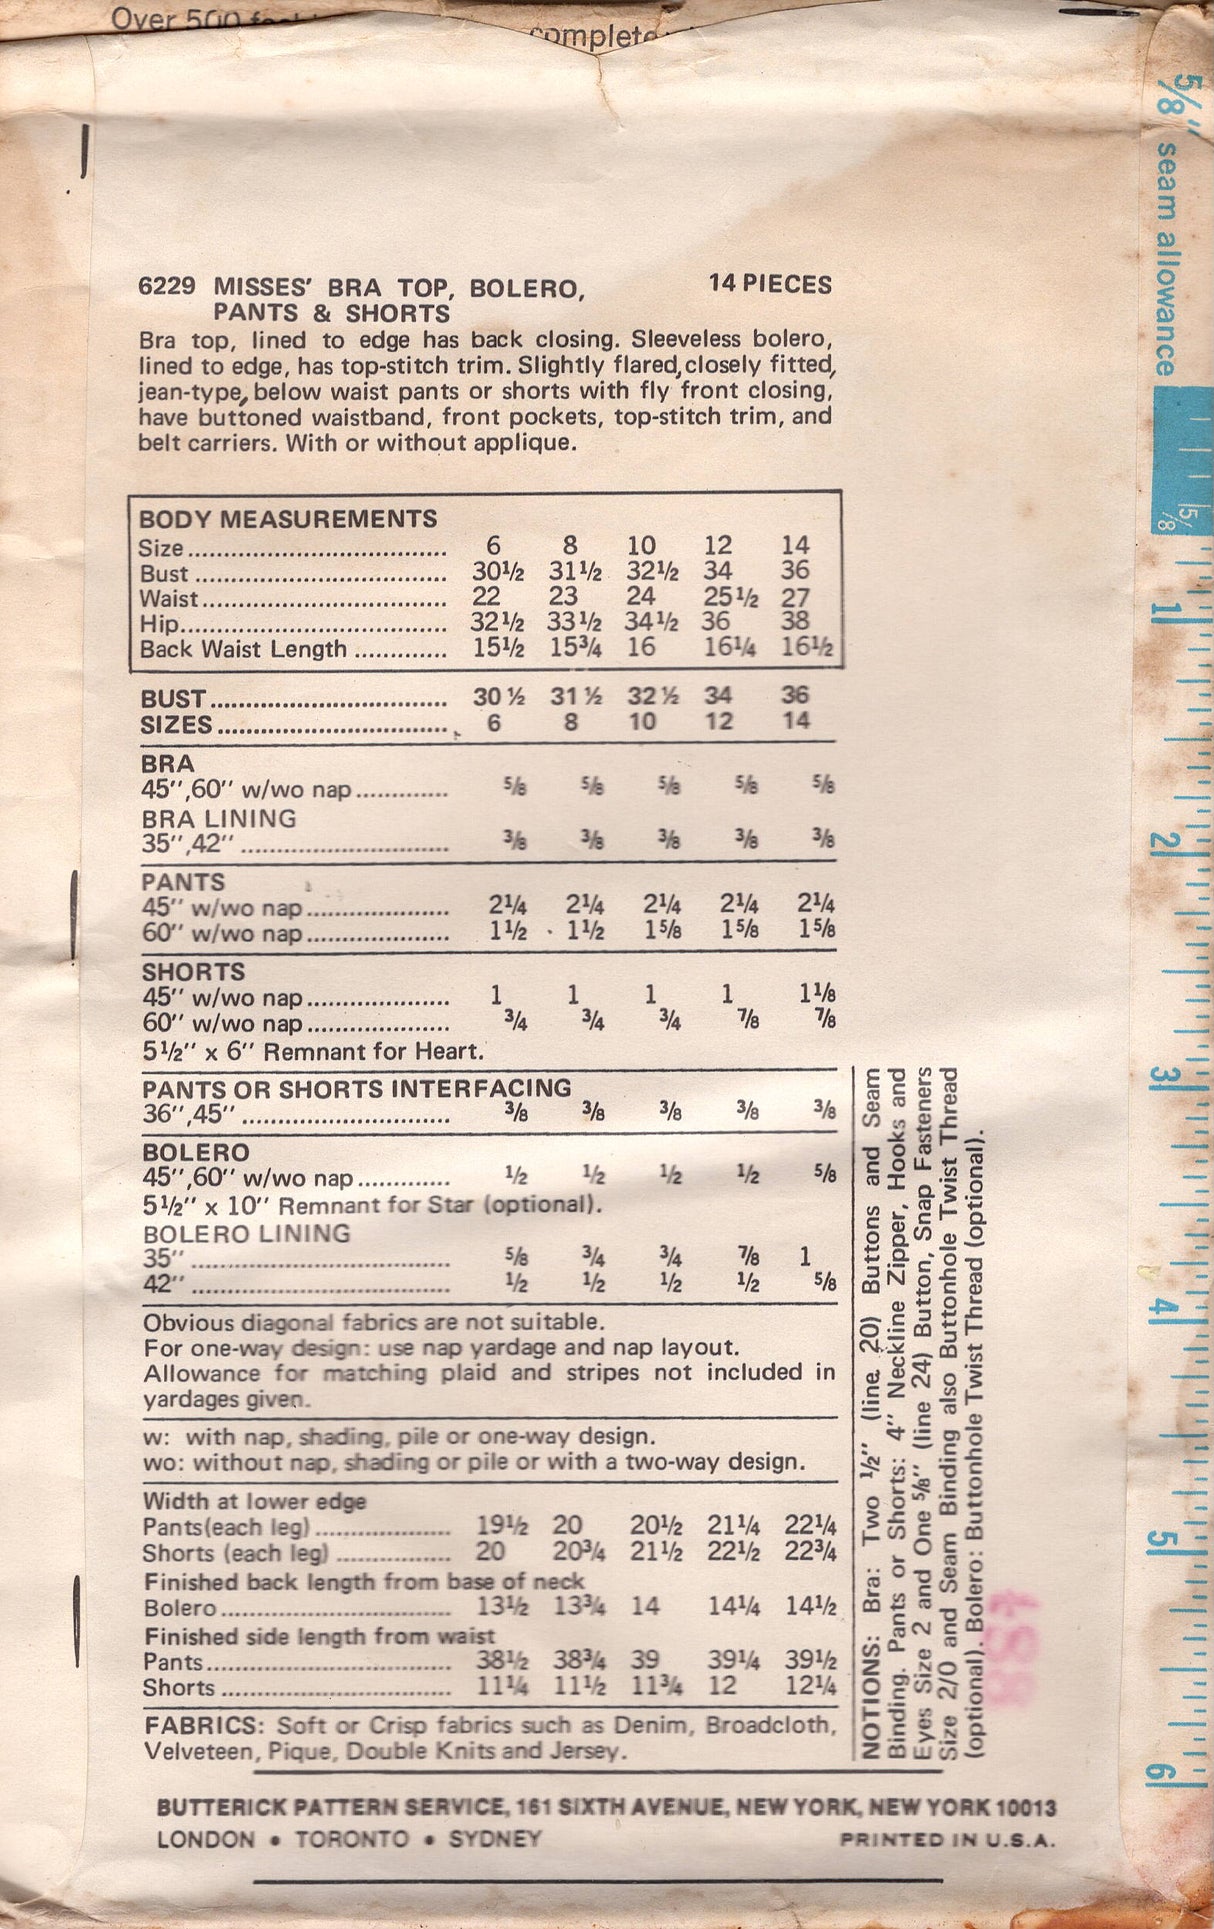 Over 500
complete
5/8" seam allowance
5/8
5/8
1
2
3
4
5
6
6229 MISSES' BRA TOP, BOLERO, 14 PIECES
PANTS & SHORTS
Bra top, lined to edge has back closing. Sleeveless bolero,
lined to edge, has top-stitch trim. Slightly flared, closely fitted,
jean-type, below waist pants or shorts with fly front closing,
have buttoned waistband, front pockets, top-stitch trim, and
belt carriers. With or without applique.
BODY MEASUREMENTS
Size.................................... 6 8 10 12 14
Bust ................................... 30½ 31½ 32½ 34 36
Waist.................................. 22 23 24 25½ 27
Hip..................................... 32½ 33½ 34½ 36 38
Back Waist Length ............. 15½ 15¾ 16 16¼ 16½
BUST................................. 30 ½ 31 ½ 32 ½ 34 36
SIZES................................ 6 8 10 12 14
BRA
45'',60'' w/wo nap ............. 5/8 5/8 5/8 5/8 5/8
BRA LINING
35'',42'' ............................. 3/8 3/8 3/8 3/8 3/8
PANTS
45'' w/wo nap .................... 2¼ 2¼ 2¼ 2¼ 2¼
60'' w/wo nap .................... 1½ 1½ 15/8 15/8 15/8
SHORTS
45'' w/wo nap .................... 1 1 1 1 1 1/8
60'' w/wo nap .................... ¾ ¾ ¾ 7/8 7/8
5½'' x 6'' Remnant for Heart.
PANTS OR SHORTS INTERFACING
36'',45'' ............................. 3/8 3/8 3/8 3/8 3/8
BOLERO
45'',60'' w/wo nap ............. ½ ½ ½ ½ 5/8
5½'' x 10'' Remnant for Star (optional).
BOLERO LINING
35'' .................................... 5/8 ¾ ¾ 7/8 1
42'' .................................... ½ ½ ½ ½ 5/8
Obvious diagonal fabrics are not suitable.
For one-way design: use nap yardage and nap layout.
Allowance for matching plaid and stripes not included in
yardages given.
w: with nap, shading, pile or one-way design.
wo: without nap, shading or pile or with a two-way design.
Width at lower edge
Pants(each leg) ................... 19½ 20 20½ 21¼ 22¼
Shorts (each leg) ................ 20 20¾ 21½ 22½ 22¾
Finished back length from base of neck
Bolero ................................ 13½ 13¾ 14 14¼ 14½
Finished side length from waist
Pants .................................. 38½ 38¾ 39 39¼ 39½
Shorts ................................ 11¼ 11½ 11¾ 12 12¼
FABRICS: Soft or Crisp fabrics such as Denim, Broadcloth,
Velveteen, Pique, Double Knits and Jersey.
NOTIONS: Bra: Two ½'' (line 20) Buttons and Seam
Binding. Pants or Shorts: 4'' Neckline Zipper, Hooks and
Eyes Size 2 and One 5/8'' (line 24) Button, Snap Fasteners
Size 2/0 and Seam Binding also Buttonhole Twist Thread
(optional). Bolero: Buttonhole Twist Thread (optional).
BUTTERICK PATTERN SERVICE, 161 SIXTH AVENUE, NEW YORK, NEW YORK 10013
LONDON • TORONTO • SYDNEY PRINTED IN U.S.A.